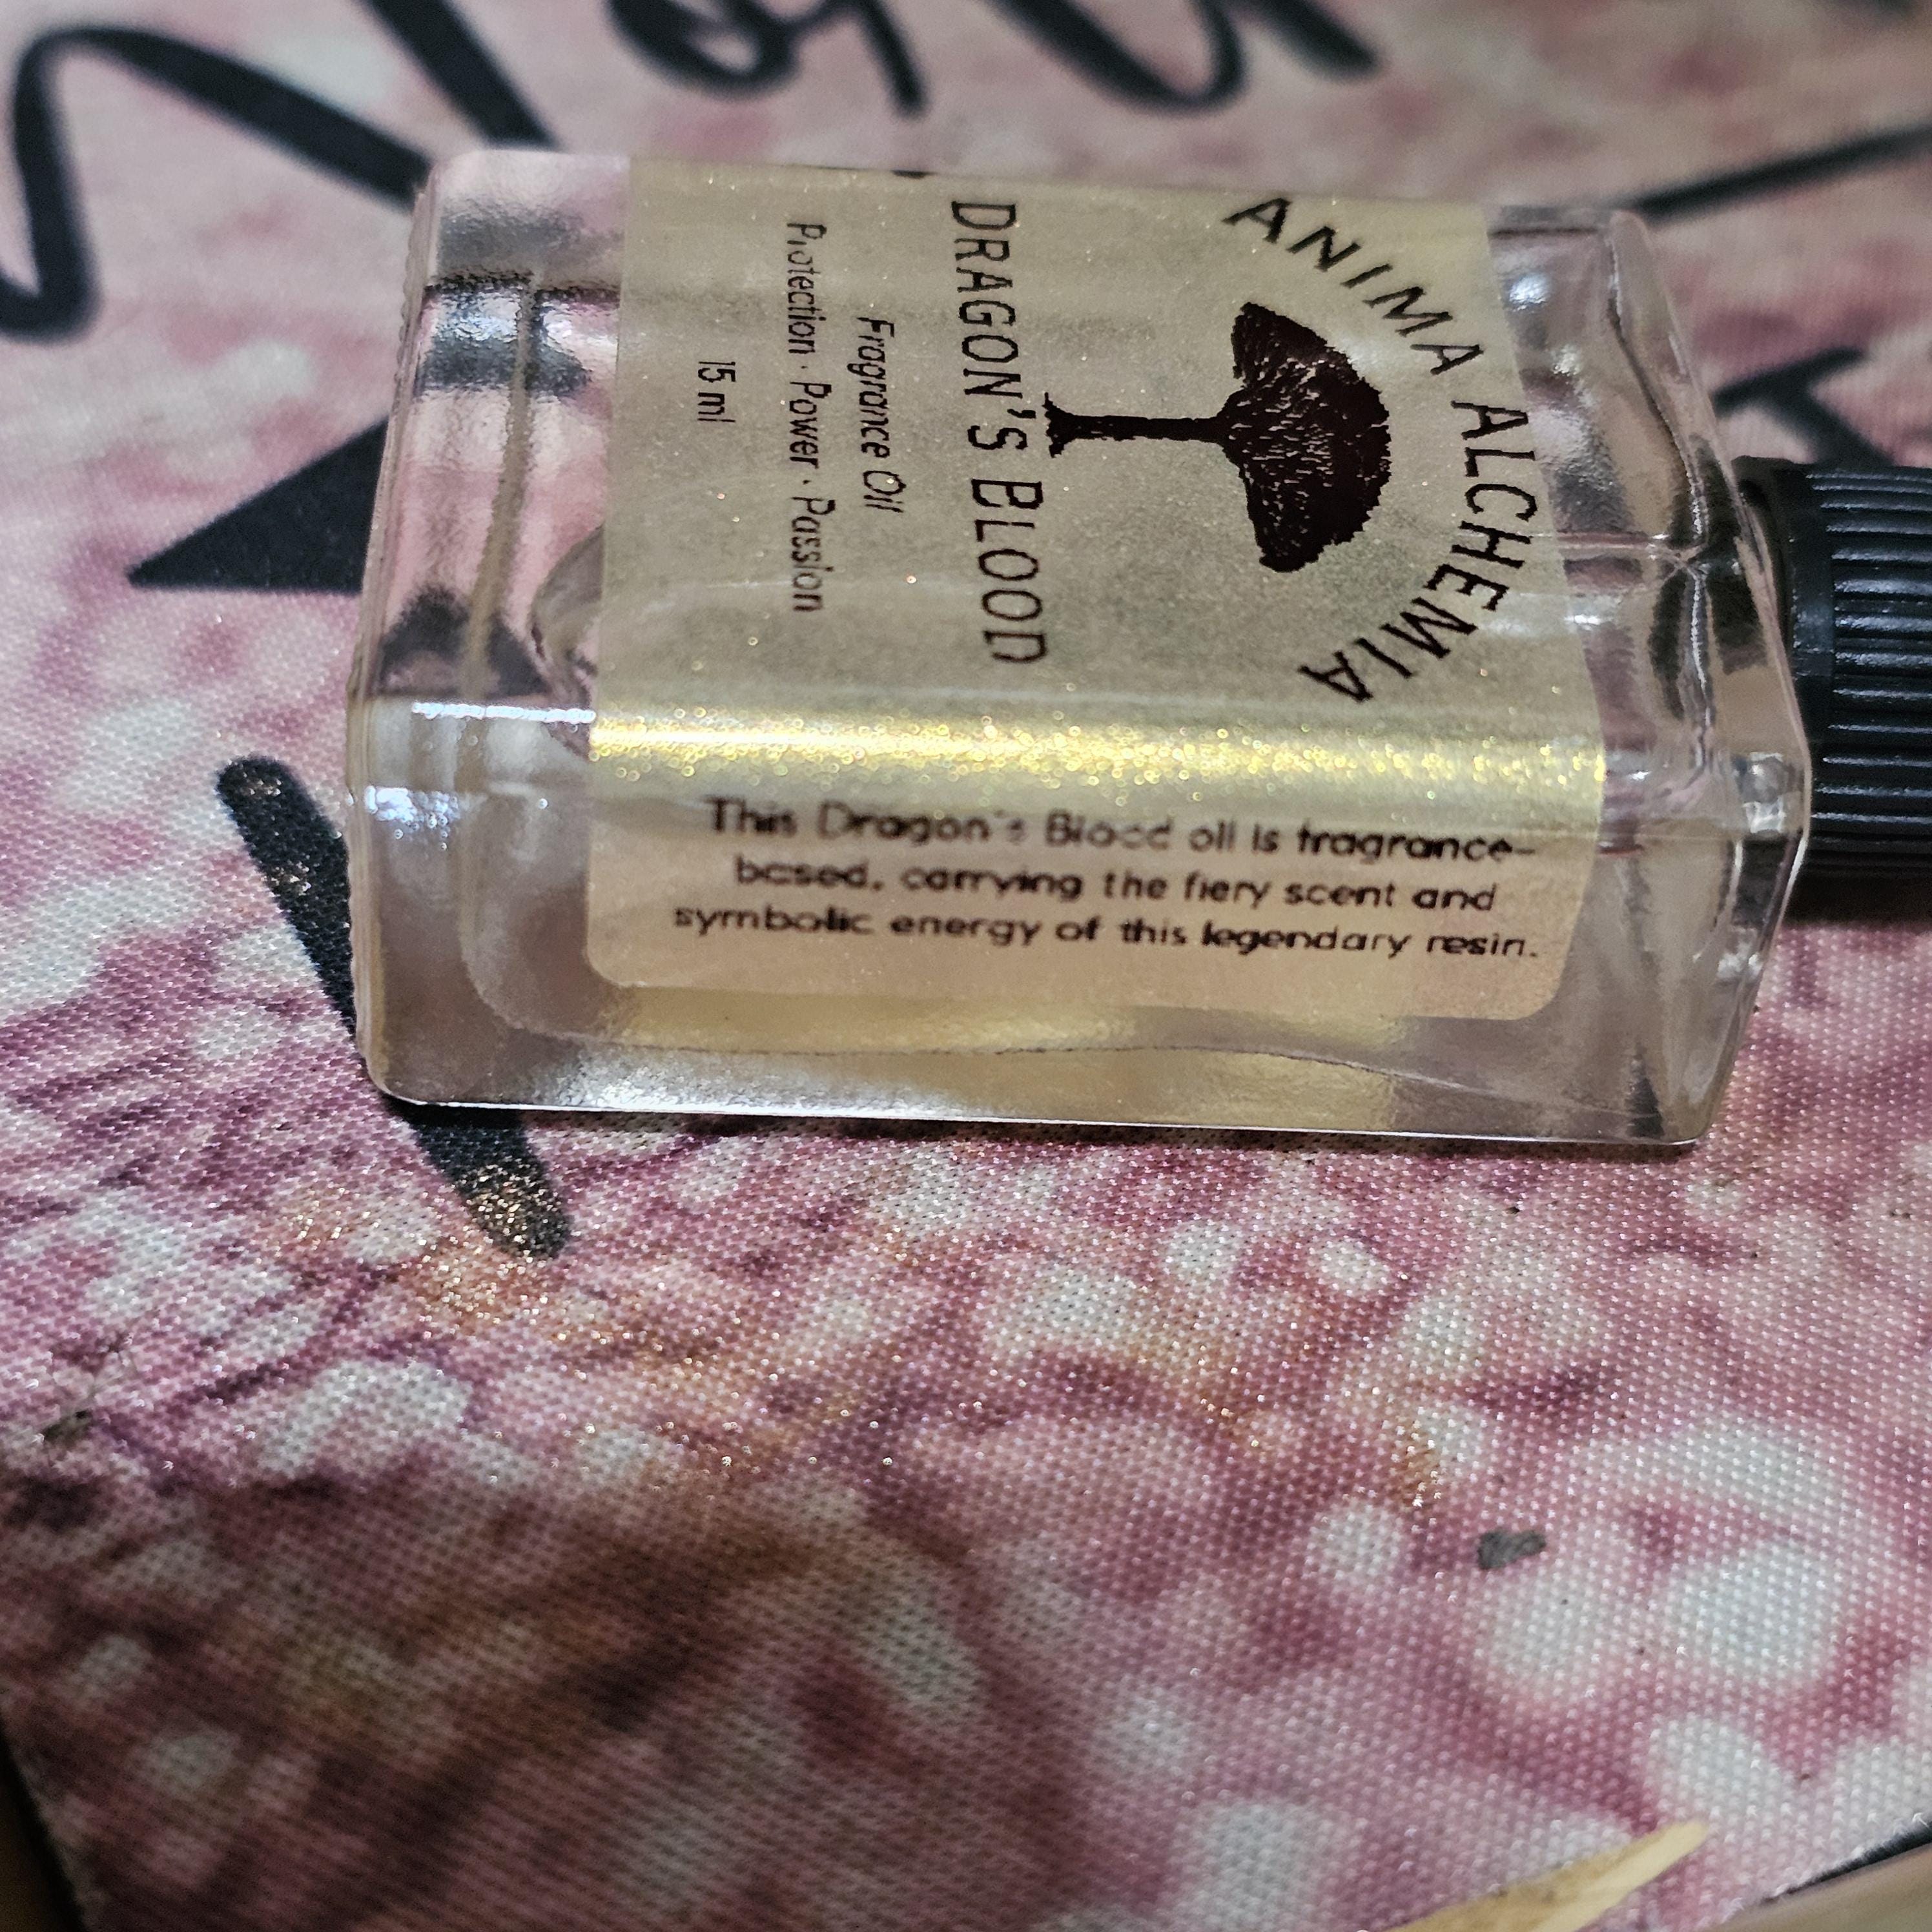 ANIMA ALCHEMIA
DRAGON'S BLOOD
Fragrance Oil
Protection · Power · Passion
15 ml
This Dragon's Blood oil is fragrance-
based, carrying the fiery scent and
symbolic energy of this legendary resin.